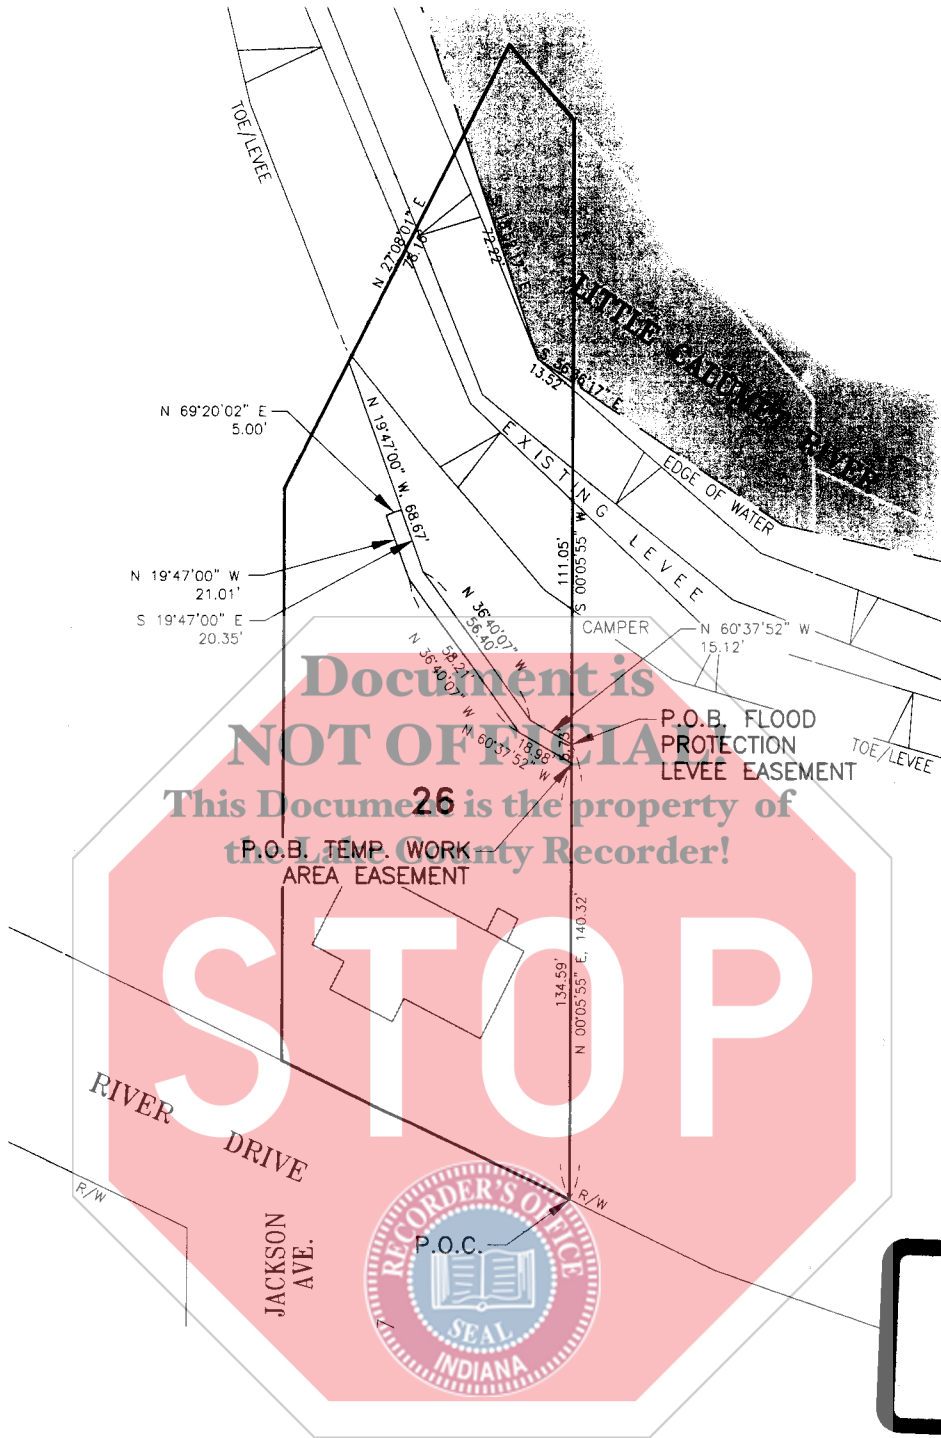 TOE/LEVEE
N 27°08'01" E
78.16'
72.22'
LITTLE CALUMET RIVER
S 56°46'17" E
13.52'
N 69°20'02" E
5.00'
N 19°47'00" W, 68.67'
EXISTING LEVEE
EDGE OF WATER
N 19°47'00" W
21.01'
S 19°47'00" E
20.35'
111.05'
S 00°05'55" W
N 36°40'07" W
56.40'
58.21'
N 36°40'07" W
CAMPER
N 60°37'52" W
15.12'
18.98'
N 60°37'52" W
5.73'
P.O.B. FLOOD
PROTECTION
LEVEE EASEMENT
TOE/LEVEE
Document is
NOT OFFICIAL!
This Document is the property of
the Lake County Recorder!
26
P.O.B. TEMP. WORK
AREA EASEMENT
STOP
134.59'
N 00°05'55" E, 140.32'
RIVER DRIVE
R/W
R/W
JACKSON
AVE.
P.O.C.
RECORDER'S OFFICE
SEAL
INDIANA